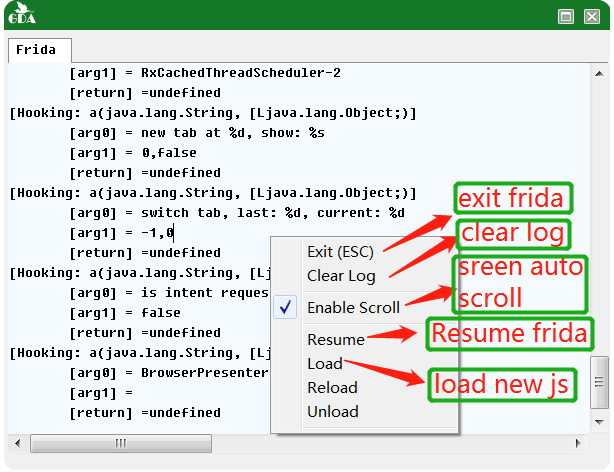 GDA
Frida
[arg1] = RxCachedThreadScheduler-2
[return] =undefined
[Hooking: a(java.lang.String, [Ljava.lang.Object;)]
[arg0] = new tab at %d, show: %s
[arg1] = 0,false
[return] =undefined
[Hooking: a(java.lang.String, [Ljava.lang.Object;)]
[arg0] = switch tab, last: %d, current: %d
[arg1] = -1,0
[return] =undefined
[Hooking: a(java.lang.String, [Lj
[arg0] = is intent reques
[arg1] = false
[return] =undefined
[Hooking: a(java.lang.String, [Lj
[arg0] = BrowserPresenter
[arg1] =
[return] =undefined
Exit (ESC)
Clear Log
Enable Scroll
Resume
Load
Reload
Unload
exit frida
clear log
sreen auto
scroll
Resume frida
load new js